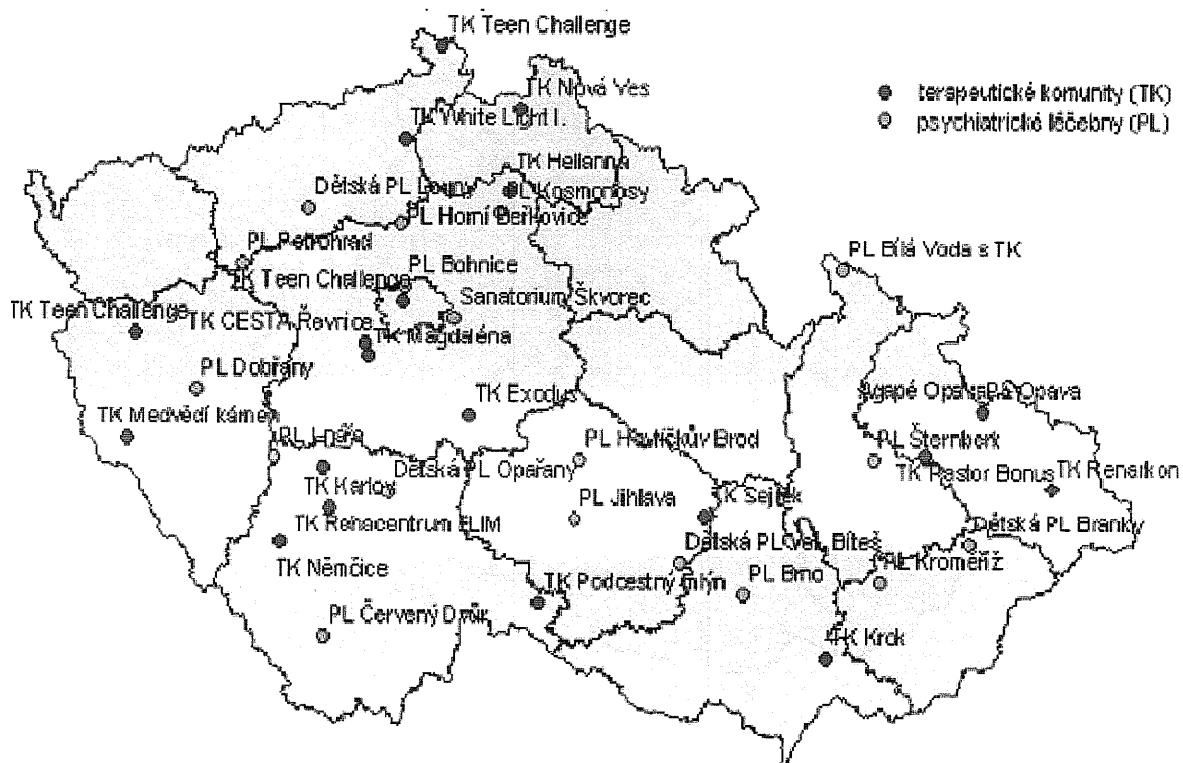 TK Teen Challenge
TK Nová Ves
terapeutické komunity (TK)
psychiatrické léčebny (PL)
TK White Light I.
TK Hellanna
Dětská PL Louny
PL Kosmonosy
PL Horní Beřkovice
PL Petrohrad
PL Bílá Voda s TK
PL Bohnice
TK Teen Challenge
Sanatorium Škvorec
TK Teen Challenge
TK CESTA Řevnice
TK Magdaléna
PL Dobřany
TK Exodus
Agapé Opava
PL Opava
TK Medvědí kámen
PL Havlíčkův Brod
PL Šternberk
Dětská PL Opařany
TK Pastor Bonus
TK Renarkon
TK Karlov
PL Jihlava
TK Sejřek
TK Rehacentrum ELIM
Dětská PL Branky
Dětská PL Vel. Bíteš
TK Němčice
PL Brno
PL Kroměříž
TK Podcestný mlýn
PL Červený Dvůr
TK Krok